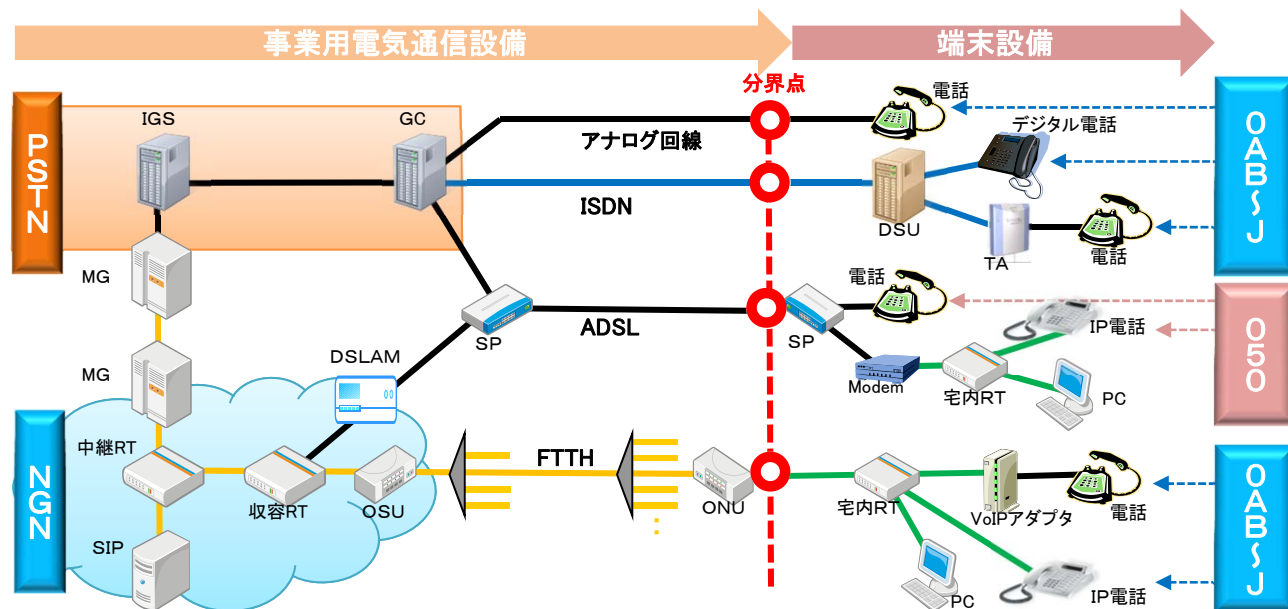 事業用電気通信設備
端末設備
分界点
PSTN
IGS
GC
アナログ回線
ISDN
電話
デジタル電話
DSU
TA
電話
0AB～J
MG
SP
ADSL
SP
電話
IP電話
Modem
宅内RT
PC
050
MG
DSLAM
NGN
中継RT
収容RT
OSU
FTTH
ONU
SIP
宅内RT
VoIPアダプタ
電話
PC
IP電話
0AB～J